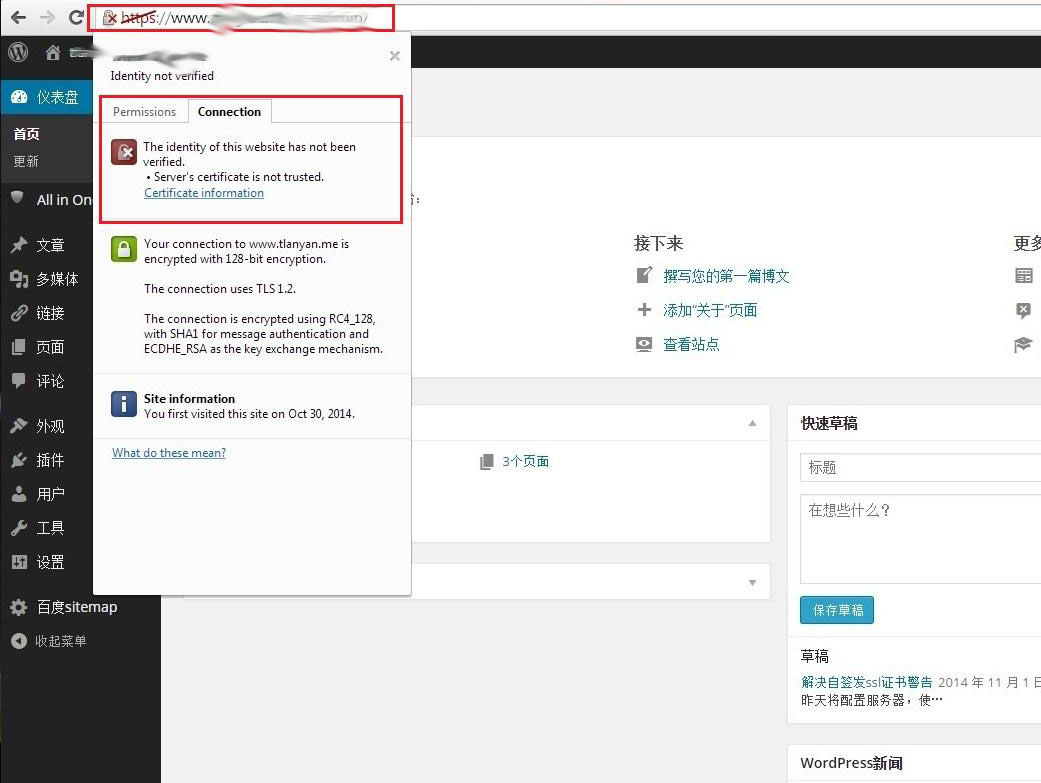 https://www.
admin/
Identity not verified
Permissions
Connection
The identity of this website has not been
verified.
• Server's certificate is not trusted.
Certificate information
Your connection to www.tlanyan.me is
encrypted with 128-bit encryption.
The connection uses TLS 1.2.
The connection is encrypted using RC4_128,
with SHA1 for message authentication and
ECDHE_RSA as the key exchange mechanism.
Site information
You first visited this site on Oct 30, 2014.
What do these mean?
仪表盘
首页
更新
All in One
文章
多媒体
链接
页面
评论
外观
插件
用户
工具
设置
百度sitemap
收起菜单
接下来
撰写您的第一篇博文
添加“关于”页面
查看站点
更多
3个页面
快速草稿
标题
在想些什么？
保存草稿
草稿
解决自签发ssl证书警告 2014 年 11 月 1 日
昨天将配置服务器，使…
WordPress新闻